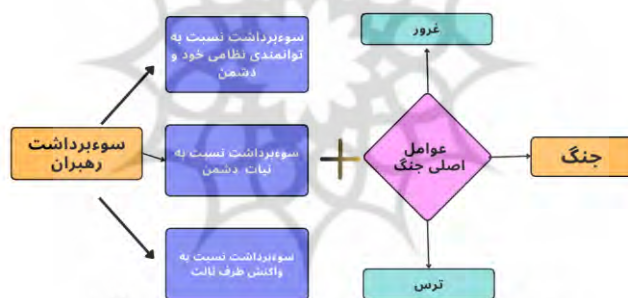 سوءبرداشت
رهبران
سوءبرداشت نسبت به
توانمندی نظامی خود و
دشمن
سوءبرداشت نسبت به
نیات دشمن
سوءبرداشت نسبت به
واکنش طرف ثالث
+
غرور
عوامل
اصلی جنگ
ترس
جنگ